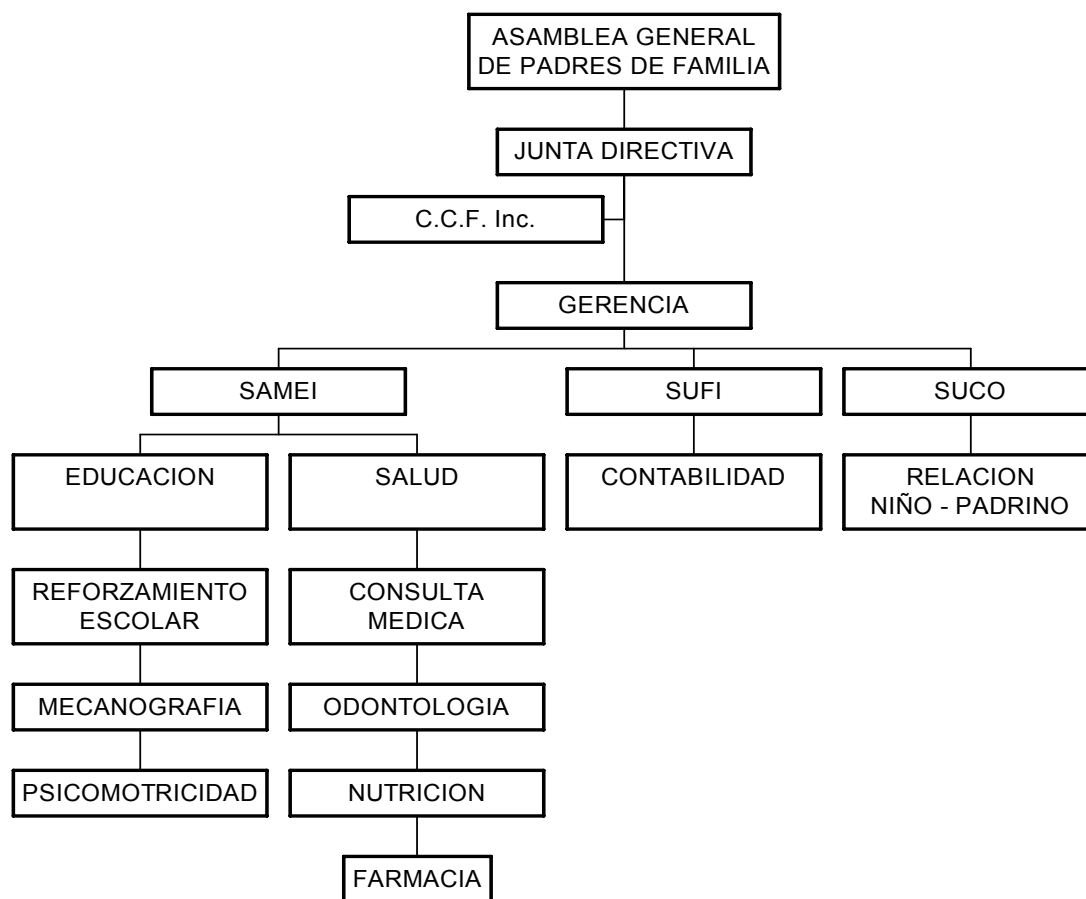 ASAMBLEA GENERAL
DE PADRES DE FAMILIA
JUNTA DIRECTIVA
C.C.F. Inc.
GERENCIA
SAMEI
SUFI
SUCO
EDUCACION
SALUD
CONTABILIDAD
RELACION
NIÑO - PADRINO
REFORZAMIENTO
ESCOLAR
CONSULTA
MEDICA
MECANOGRAFIA
ODONTOLOGIA
PSICOMOTRICIDAD
NUTRICION
FARMACIA